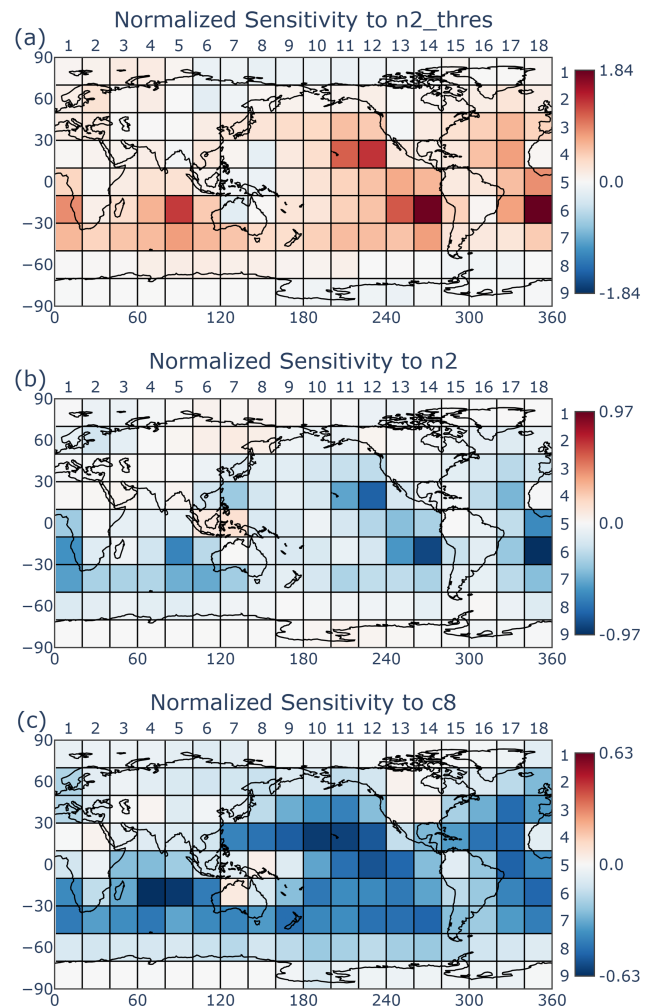 Normalized Sensitivity to n2_thres
(a)
1 2 3 4 5 6 7 8 9 10 11 12 13 14 15 16 17 18
90 60 30 0 −30 −60 −90
1 2 3 4 5 6 7 8 9
1.84 0.0 -1.84
0 60 120 180 240 300 360
Normalized Sensitivity to n2
(b)
1 2 3 4 5 6 7 8 9 10 11 12 13 14 15 16 17 18
90 60 30 0 −30 −60 −90
1 2 3 4 5 6 7 8 9
0.97 0.0 -0.97
0 60 120 180 240 300 360
Normalized Sensitivity to c8
(c)
1 2 3 4 5 6 7 8 9 10 11 12 13 14 15 16 17 18
90 60 30 0 −30 −60 −90
1 2 3 4 5 6 7 8 9
0.63 0.0 -0.63
0 60 120 180 240 300 360